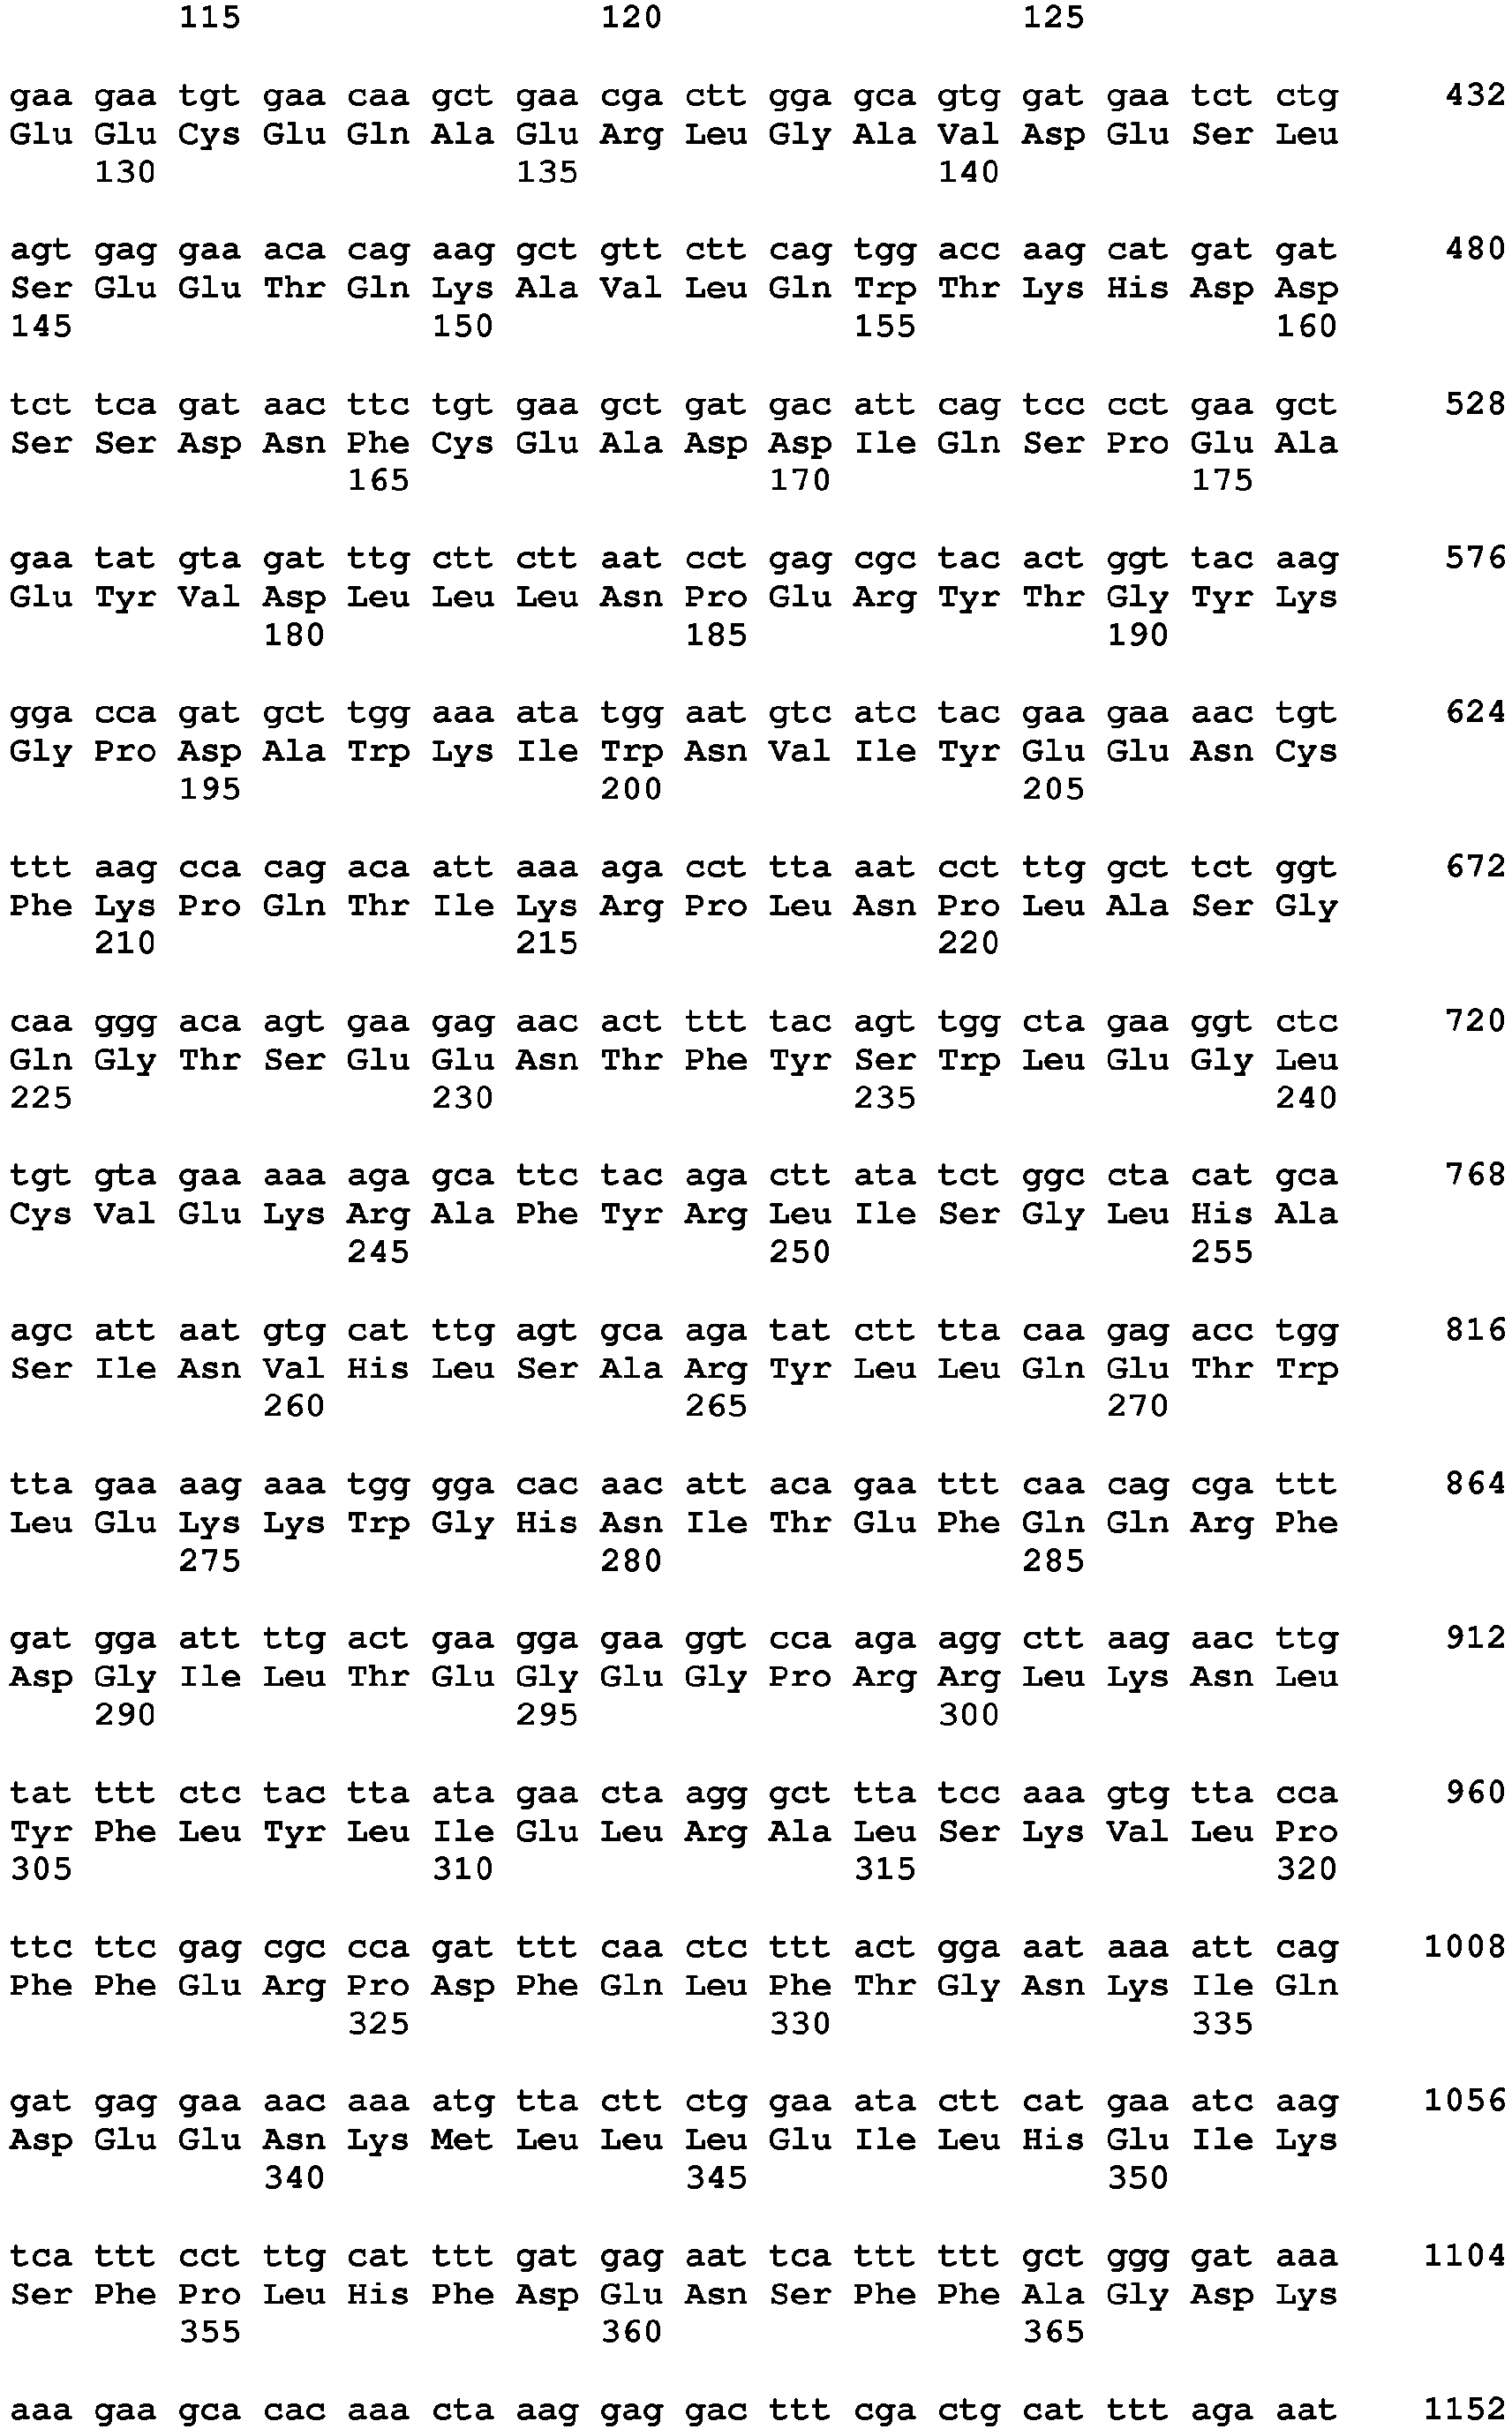 115 120 125
gaa gaa tgt gaa caa gct gaa cga ctt gga gca gtg gat gaa tct ctg 432
Glu Glu Cys Glu Gln Ala Glu Arg Leu Gly Ala Val Asp Glu Ser Leu
130 135 140
agt gag gaa aca cag aag gct gtt ctt cag tgg acc aag cat gat gat 480
Ser Glu Glu Thr Gln Lys Ala Val Leu Gln Trp Thr Lys His Asp Asp
145 150 155 160
tct tca gat aac ttc tgt gaa gct gat gac att cag tcc cct gaa gct 528
Ser Ser Asp Asn Phe Cys Glu Ala Asp Asp Ile Gln Ser Pro Glu Ala
165 170 175
gaa tat gta gat ttg ctt ctt aat cct gag cgc tac act ggt tac aag 576
Glu Tyr Val Asp Leu Leu Leu Asn Pro Glu Arg Tyr Thr Gly Tyr Lys
180 185 190
gga cca gat gct tgg aaa ata tgg aat gtc atc tac gaa gaa aac tgt 624
Gly Pro Asp Ala Trp Lys Ile Trp Asn Val Ile Tyr Glu Glu Asn Cys
195 200 205
ttt aag cca cag aca att aaa aga cct tta aat cct ttg gct tct ggt 672
Phe Lys Pro Gln Thr Ile Lys Arg Pro Leu Asn Pro Leu Ala Ser Gly
210 215 220
caa ggg aca agt gaa gag aac act ttt tac agt tgg cta gaa ggt ctc 720
Gln Gly Thr Ser Glu Glu Asn Thr Phe Tyr Ser Trp Leu Glu Gly Leu
225 230 235 240
tgt gta gaa aaa aga gca ttc tac aga ctt ata tct ggc cta cat gca 768
Cys Val Glu Lys Arg Ala Phe Tyr Arg Leu Ile Ser Gly Leu His Ala
245 250 255
agc att aat gtg cat ttg agt gca aga tat ctt tta caa gag acc tgg 816
Ser Ile Asn Val His Leu Ser Ala Arg Tyr Leu Leu Gln Glu Thr Trp
260 265 270
tta gaa aag aaa tgg gga cac aac att aca gaa ttt caa cag cga ttt 864
Leu Glu Lys Lys Trp Gly His Asn Ile Thr Glu Phe Gln Gln Arg Phe
275 280 285
gat gga att ttg act gaa gga gaa ggt cca aga agg ctt aag aac ttg 912
Asp Gly Ile Leu Thr Glu Gly Glu Gly Pro Arg Arg Leu Lys Asn Leu
290 295 300
tat ttt ctc tac tta ata gaa cta agg gct tta tcc aaa gtg tta cca 960
Tyr Phe Leu Tyr Leu Ile Glu Leu Arg Ala Leu Ser Lys Val Leu Pro
305 310 315 320
ttc ttc gag cgc cca gat ttt caa ctc ttt act gga aat aaa att cag 1008
Phe Phe Glu Arg Pro Asp Phe Gln Leu Phe Thr Gly Asn Lys Ile Gln
325 330 335
gat gag gaa aac aaa atg tta ctt ctg gaa ata ctt cat gaa atc aag 1056
Asp Glu Glu Asn Lys Met Leu Leu Leu Glu Ile Leu His Glu Ile Lys
340 345 350
tca ttt cct ttg cat ttt gat gag aat tca ttt ttt gct ggg gat aaa 1104
Ser Phe Pro Leu His Phe Asp Glu Asn Ser Phe Phe Ala Gly Asp Lys
355 360 365
aaa gaa gca cac aaa cta aag gag gac ttt cga ctg cat ttt aga aat 1152